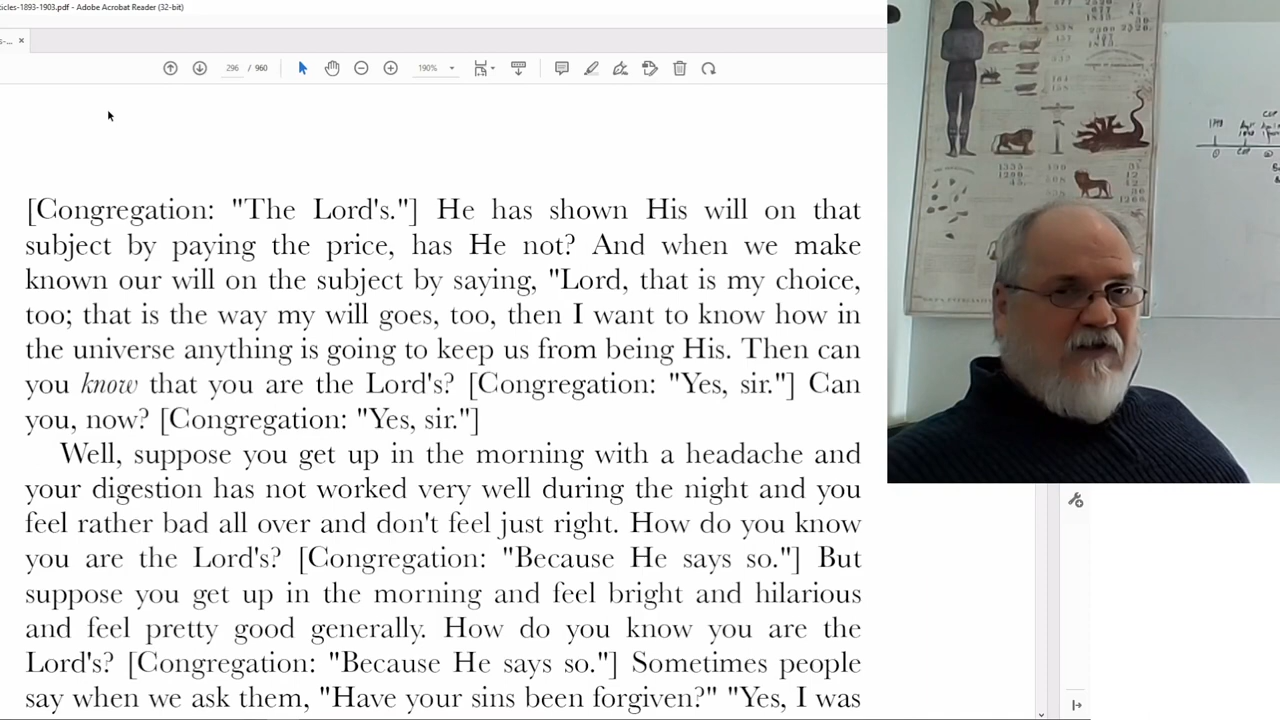 icles-1893-1903.pdf - Adobe Acrobat Reader (32-bit)
s-... ×
296 / 960
190%
[Congregation: "The Lord's."] He has shown His will on that
subject by paying the price, has He not? And when we make
known our will on the subject by saying, "Lord, that is my choice,
too; that is the way my will goes, too, then I want to know how in
the universe anything is going to keep us from being His. Then can
you know that you are the Lord's? [Congregation: "Yes, sir."] Can
you, now? [Congregation: "Yes, sir."]
Well, suppose you get up in the morning with a headache and
your digestion has not worked very well during the night and you
feel rather bad all over and don't feel just right. How do you know
you are the Lord's? [Congregation: "Because He says so."] But
suppose you get up in the morning and feel bright and hilarious
and feel pretty good generally. How do you know you are the
Lord's? [Congregation: "Because He says so."] Sometimes people
say when we ask them, "Have your sins been forgiven?" "Yes, I was